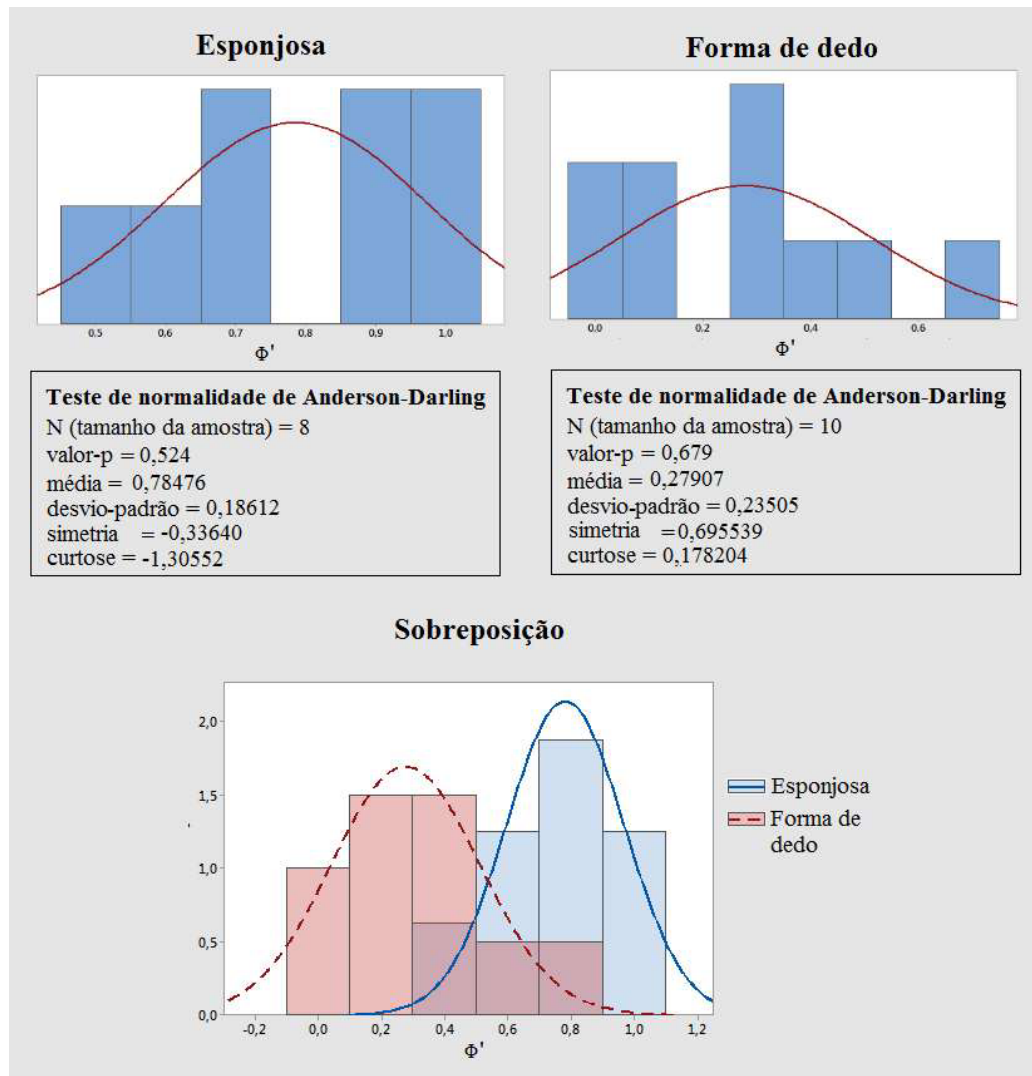 Esponjosa
0.5 0.6 0.7 0.8 0.9 1.0
Φ'
Teste de normalidade de Anderson-Darling
N (tamanho da amostra) = 8
valor-p = 0,524
média = 0,78476
desvio-padrão = 0,18612
simetria = -0,33640
curtose = -1,30552
Forma de dedo
0.0 0.2 0.4 0.6
Φ'
Teste de normalidade de Anderson-Darling
N (tamanho da amostra) = 10
valor-p = 0,679
média = 0,27907
desvio-padrão = 0,23505
simetria =0,695539
curtose = 0,178204
Sobreposição
2,0
1,5
1,0
0,5
0,0
-0,2 0,0 0,2 0,4 0,6 0,8 1,0 1,2
Φ'
Esponjosa
Forma de
dedo